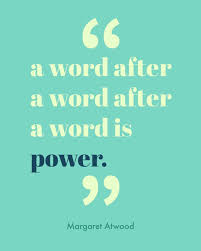 “
a word after
a word after
a word is
power.
”
Margaret Atwood